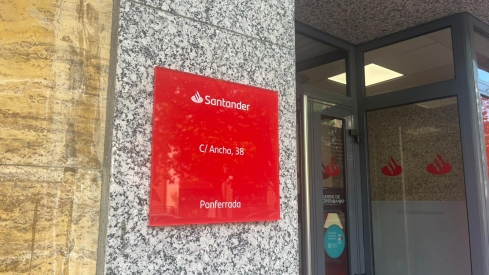 Santander
C/ Ancha, 38
Ponferrada